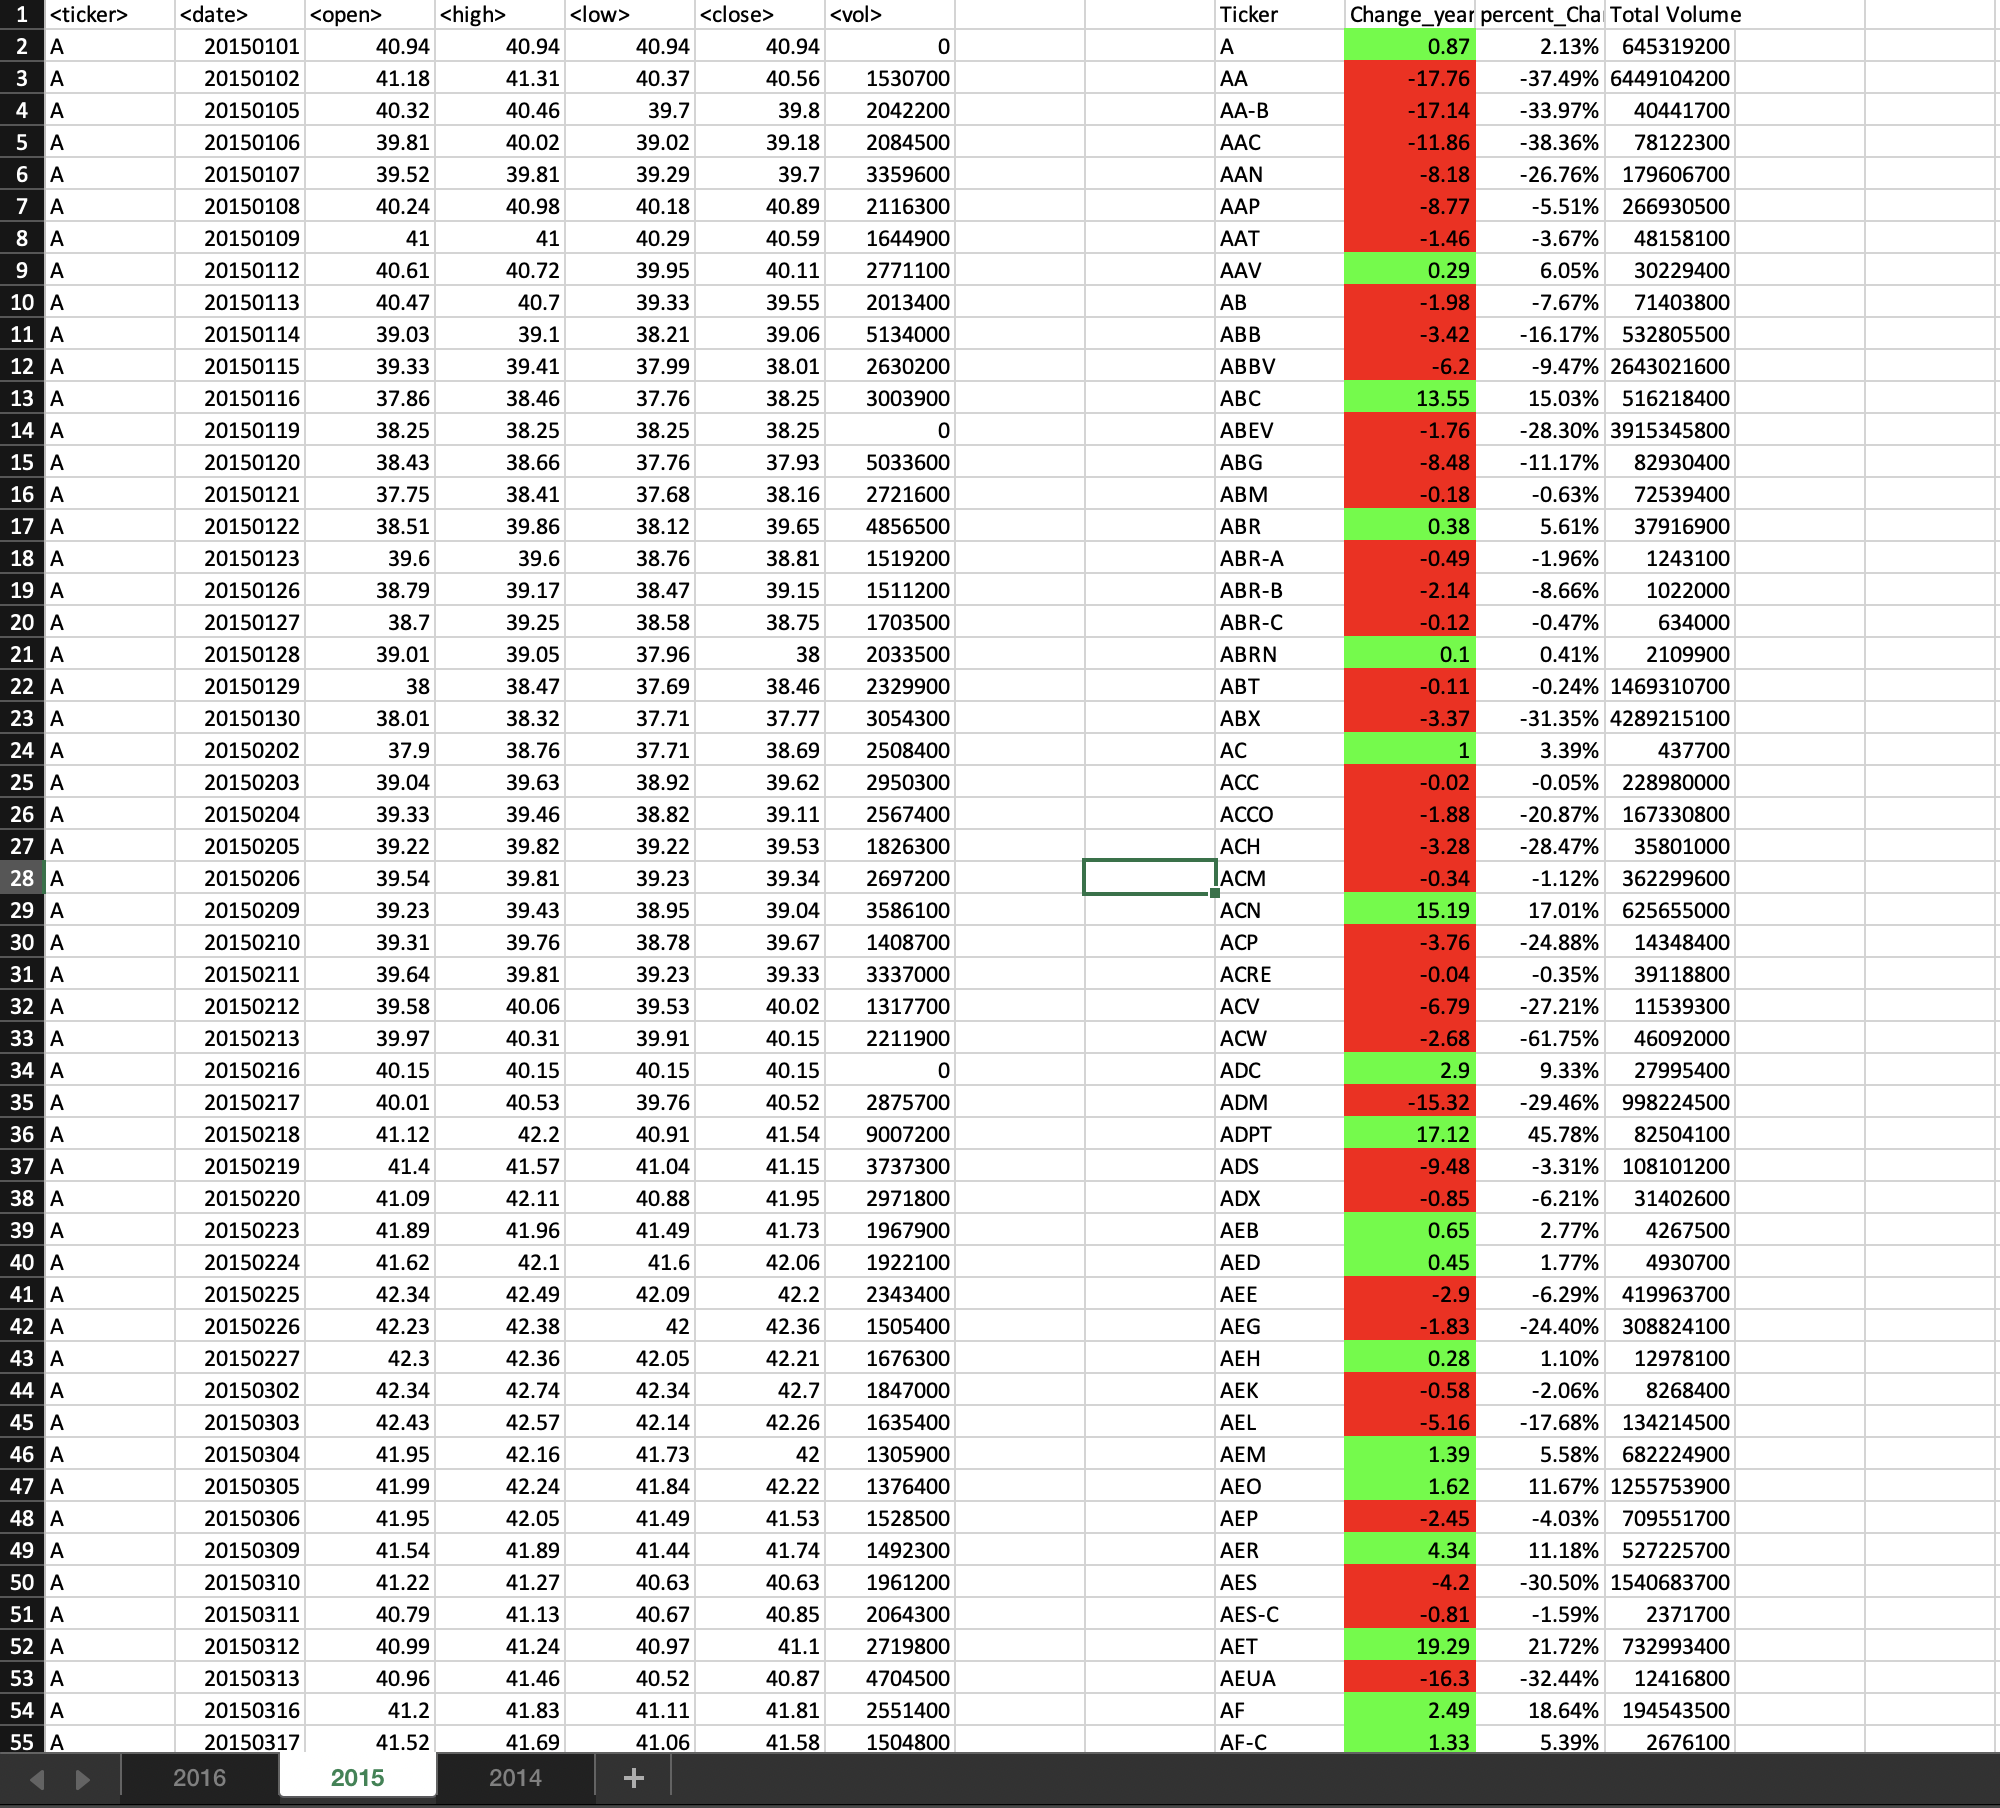 1 <ticker> <date> <open> <high> <low> <close> <vol> Ticker Change_year percent_Cha Total Volume
2 A 20150101 40.94 40.94 40.94 40.94 0 A 0.87 2.13% 645319200
3 A 20150102 41.18 41.31 40.37 40.56 1530700 AA -17.76 -37.49% 6449104200
4 A 20150105 40.32 40.46 39.7 39.8 2042200 AA-B -17.14 -33.97% 40441700
5 A 20150106 39.81 40.02 39.02 39.18 2084500 AAC -11.86 -38.36% 78122300
6 A 20150107 39.52 39.81 39.29 39.7 3359600 AAN -8.18 -26.76% 179606700
7 A 20150108 40.24 40.98 40.18 40.89 2116300 AAP -8.77 -5.51% 266930500
8 A 20150109 41 41 40.29 40.59 1644900 AAT -1.46 -3.67% 48158100
9 A 20150112 40.61 40.72 39.95 40.11 2771100 AAV 0.29 6.05% 30229400
10 A 20150113 40.47 40.7 39.33 39.55 2013400 AB -1.98 -7.67% 71403800
11 A 20150114 39.03 39.1 38.21 39.06 5134000 ABB -3.42 -16.17% 532805500
12 A 20150115 39.33 39.41 37.99 38.01 2630200 ABBV -6.2 -9.47% 2643021600
13 A 20150116 37.86 38.46 37.76 38.25 3003900 ABC 13.55 15.03% 516218400
14 A 20150119 38.25 38.25 38.25 38.25 0 ABEV -1.76 -28.30% 3915345800
15 A 20150120 38.43 38.66 37.76 37.93 5033600 ABG -8.48 -11.17% 82930400
16 A 20150121 37.75 38.41 37.68 38.16 2721600 ABM -0.18 -0.63% 72539400
17 A 20150122 38.51 39.86 38.12 39.65 4856500 ABR 0.38 5.61% 37916900
18 A 20150123 39.6 39.6 38.76 38.81 1519200 ABR-A -0.49 -1.96% 1243100
19 A 20150126 38.79 39.17 38.47 39.15 1511200 ABR-B -2.14 -8.66% 1022000
20 A 20150127 38.7 39.25 38.58 38.75 1703500 ABR-C -0.12 -0.47% 634000
21 A 20150128 39.01 39.05 37.96 38 2033500 ABRN 0.1 0.41% 2109900
22 A 20150129 38 38.47 37.69 38.46 2329900 ABT -0.11 -0.24% 1469310700
23 A 20150130 38.01 38.32 37.71 37.77 3054300 ABX -3.37 -31.35% 4289215100
24 A 20150202 37.9 38.76 37.71 38.69 2508400 AC 1 3.39% 437700
25 A 20150203 39.04 39.63 38.92 39.62 2950300 ACC -0.02 -0.05% 228980000
26 A 20150204 39.33 39.46 38.82 39.11 2567400 ACCO -1.88 -20.87% 167330800
27 A 20150205 39.22 39.82 39.22 39.53 1826300 ACH -3.28 -28.47% 35801000
28 A 20150206 39.54 39.81 39.23 39.34 2697200 ACM -0.34 -1.12% 362299600
29 A 20150209 39.23 39.43 38.95 39.04 3586100 ACN 15.19 17.01% 625655000
30 A 20150210 39.31 39.76 38.78 39.67 1408700 ACP -3.76 -24.88% 14348400
31 A 20150211 39.64 39.81 39.23 39.33 3337000 ACRE -0.04 -0.35% 39118800
32 A 20150212 39.58 40.06 39.53 40.02 1317700 ACV -6.79 -27.21% 11539300
33 A 20150213 39.97 40.31 39.91 40.15 2211900 ACW -2.68 -61.75% 46092000
34 A 20150216 40.15 40.15 40.15 40.15 0 ADC 2.9 9.33% 27995400
35 A 20150217 40.01 40.53 39.76 40.52 2875700 ADM -15.32 -29.46% 998224500
36 A 20150218 41.12 42.2 40.91 41.54 9007200 ADPT 17.12 45.78% 82504100
37 A 20150219 41.4 41.57 41.04 41.15 3737300 ADS -9.48 -3.31% 108101200
38 A 20150220 41.09 42.11 40.88 41.95 2971800 ADX -0.85 -6.21% 31402600
39 A 20150223 41.89 41.96 41.49 41.73 1967900 AEB 0.65 2.77% 4267500
40 A 20150224 41.62 42.1 41.6 42.06 1922100 AED 0.45 1.77% 4930700
41 A 20150225 42.34 42.49 42.09 42.2 2343400 AEE -2.9 -6.29% 419963700
42 A 20150226 42.23 42.38 42 42.36 1505400 AEG -1.83 -24.40% 308824100
43 A 20150227 42.3 42.36 42.05 42.21 1676300 AEH 0.28 1.10% 12978100
44 A 20150302 42.34 42.74 42.34 42.7 1847000 AEK -0.58 -2.06% 8268400
45 A 20150303 42.43 42.57 42.14 42.26 1635400 AEL -5.16 -17.68% 134214500
46 A 20150304 41.95 42.16 41.73 42 1305900 AEM 1.39 5.58% 682224900
47 A 20150305 41.99 42.24 41.84 42.22 1376400 AEO 1.62 11.67% 1255753900
48 A 20150306 41.95 42.05 41.49 41.53 1528500 AEP -2.45 -4.03% 709551700
49 A 20150309 41.54 41.89 41.44 41.74 1492300 AER 4.34 11.18% 527225700
50 A 20150310 41.22 41.27 40.63 40.63 1961200 AES -4.2 -30.50% 1540683700
51 A 20150311 40.79 41.13 40.67 40.85 2064300 AES-C -0.81 -1.59% 2371700
52 A 20150312 40.99 41.24 40.97 41.1 2719800 AET 19.29 21.72% 732993400
53 A 20150313 40.96 41.46 40.52 40.87 4704500 AEUA -16.3 -32.44% 12416800
54 A 20150316 41.2 41.83 41.11 41.81 2551400 AF 2.49 18.64% 194543500
55 A 20150317 41.52 41.69 41.06 41.58 1504800 AF-C 1.33 5.39% 2676100
2016 2015 2014 +